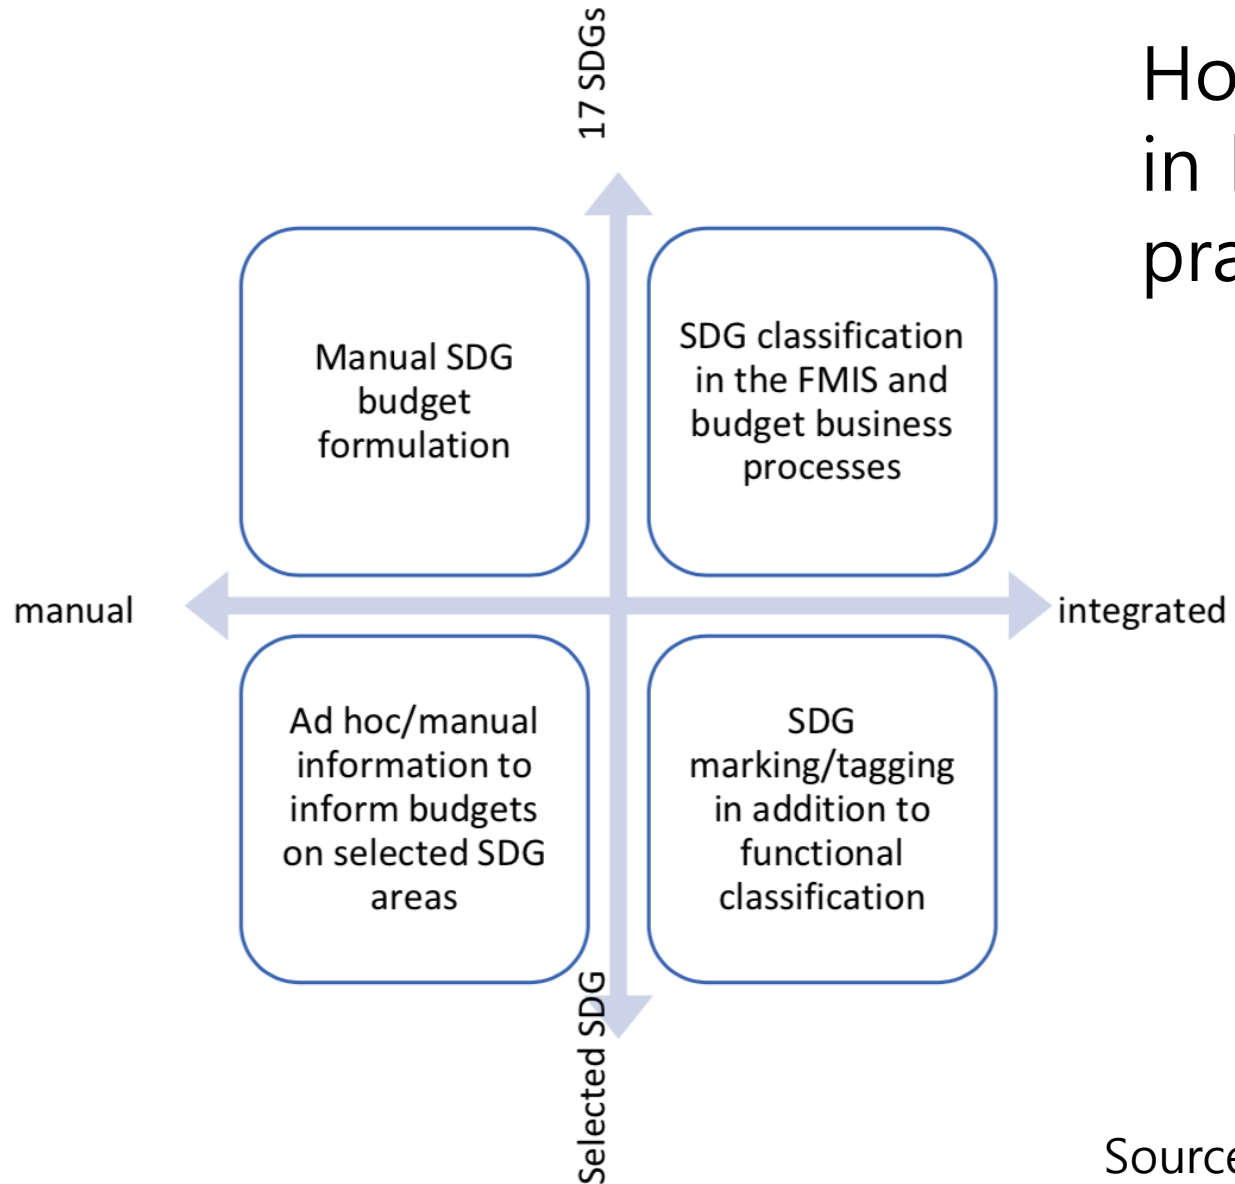 17 SDGs
Ho
in
pra
Manual SDG
budget
formulation
SDG classification
in the FMIS and
budget business
processes
manual
integrated
Ad hoc/manual
information to
inform budgets
on selected SDG
areas
SDG
marking/tagging
in addition to
functional
classification
Selected SDG
Source